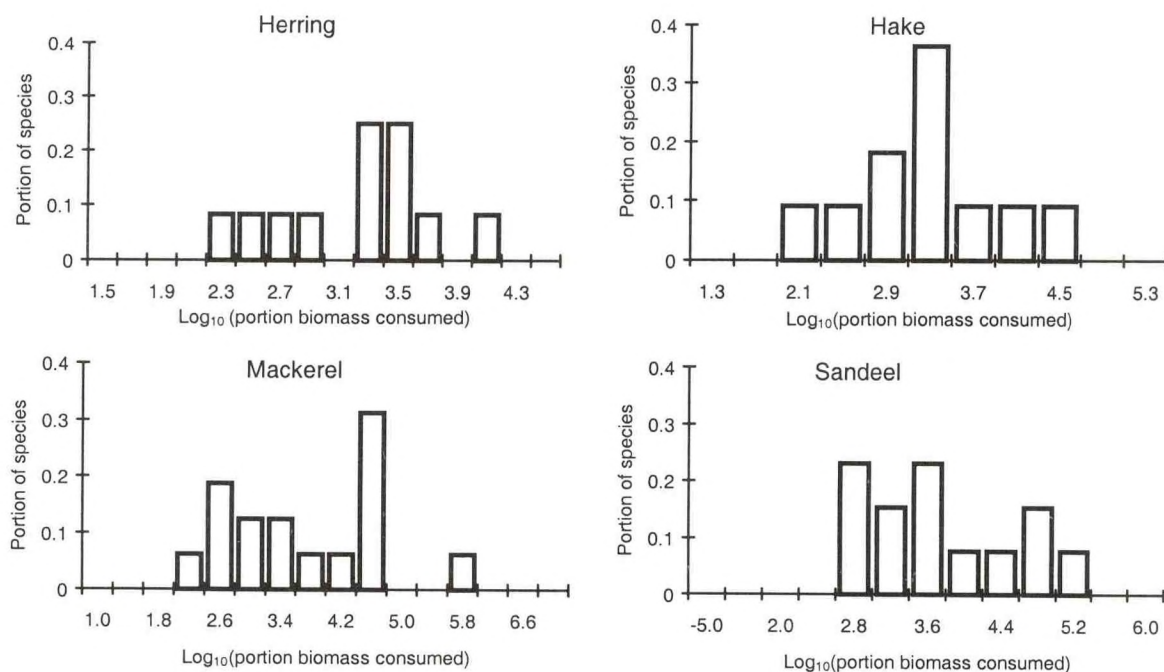 Herring
Portion of species
0.4
0.3
0.2
0.1
0
1.5 1.9 2.3 2.7 3.1 3.5 3.9 4.3
Log₁₀(portion biomass consumed)
Hake
Portion of species
0.4
0.3
0.2
0.1
0
1.3 2.1 2.9 3.7 4.5 5.3
Log₁₀(portion biomass consumed)
Mackerel
Portion of species
0.4
0.3
0.2
0.1
0
1.0 1.8 2.6 3.4 4.2 5.0 5.8 6.6
Log₁₀(portion biomass consumed)
Sandeel
Portion of species
0.4
0.3
0.2
0.1
0
-5.0 2.0 2.8 3.6 4.4 5.2 6.0
Log₁₀(portion biomass consumed)